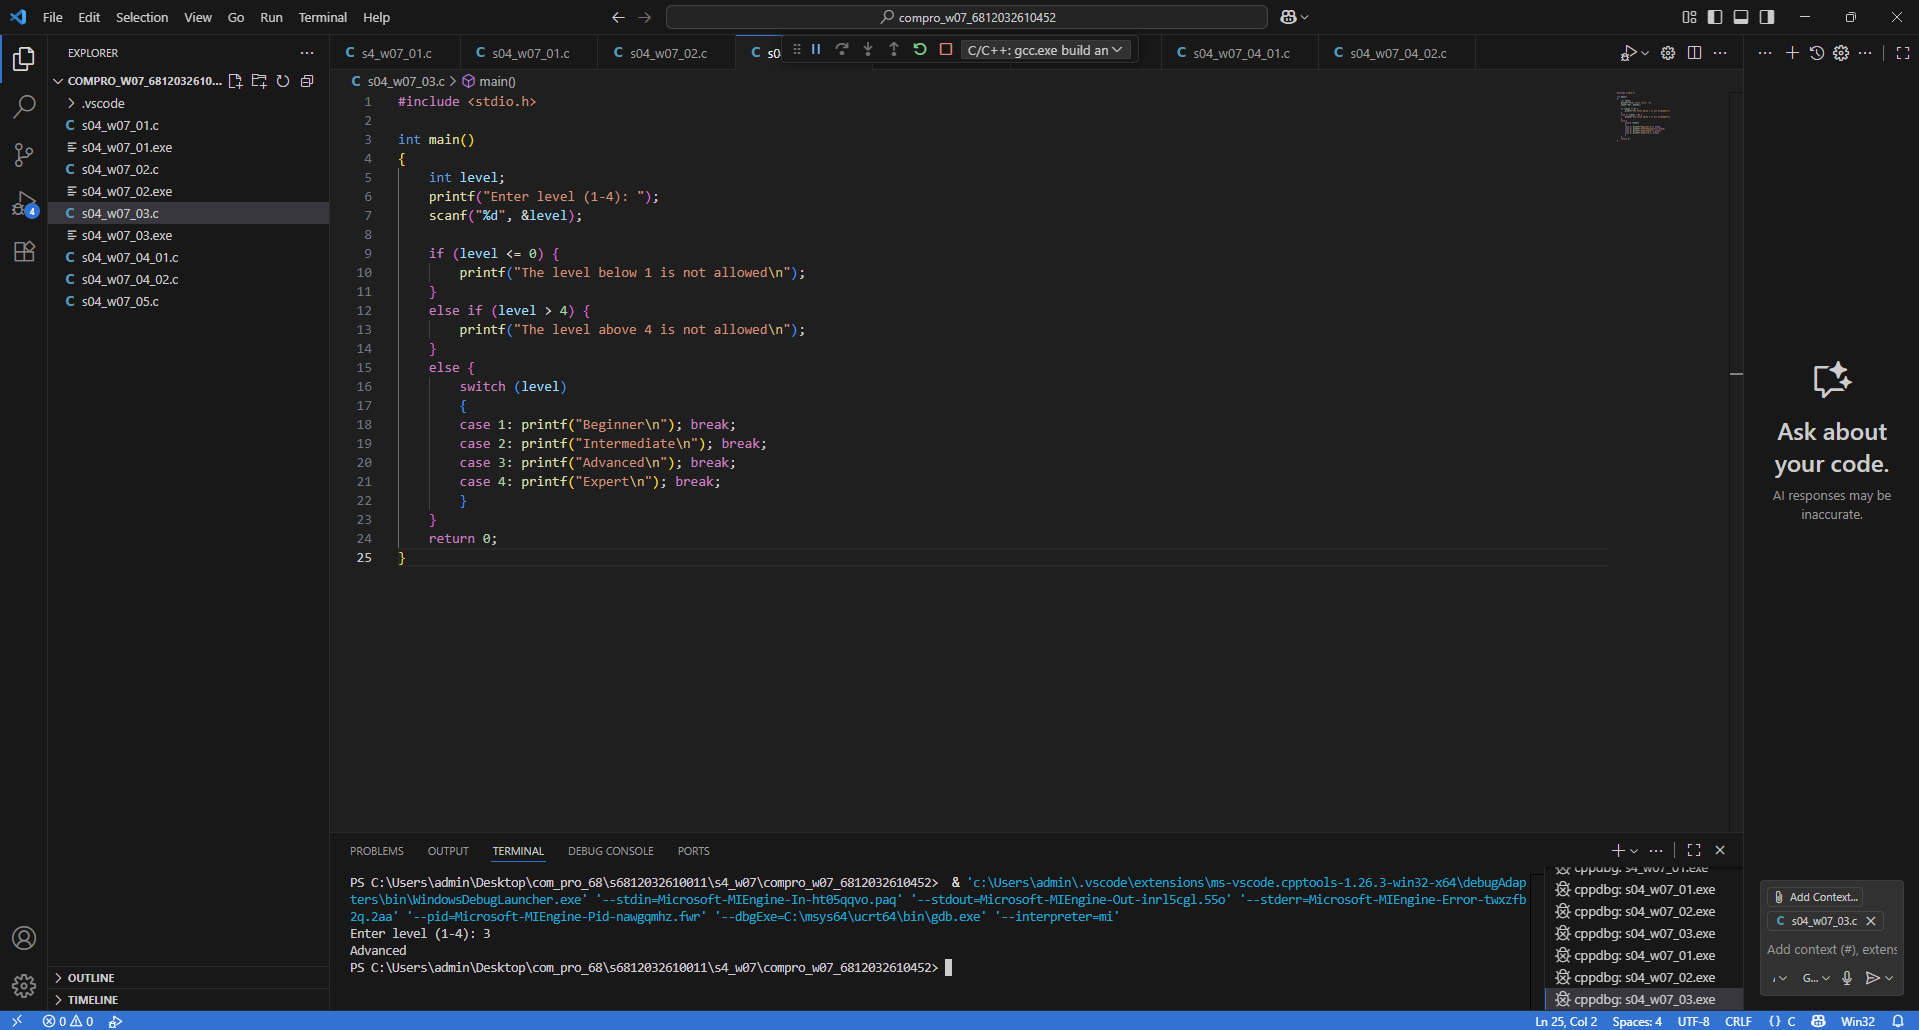 File Edit Selection View Go Run Terminal Help
compro_w07_6812032610452
EXPLORER
COMPRO_W07_6812032610...
.vscode
C s04_w07_01.c
s04_w07_01.exe
C s04_w07_02.c
s04_w07_02.exe
C s04_w07_03.c
s04_w07_03.exe
C s04_w07_04_01.c
C s04_w07_04_02.c
C s04_w07_05.c
4
OUTLINE
TIMELINE
C s4_w07_01.c C s04_w07_01.c C s04_w07_02.c C s0 C/C++: gcc.exe build an C s04_w07_04_01.c C s04_w07_04_02.c
C s04_w07_03.c > main()
1 #include <stdio.h>
2
3 int main()
4 {
5 int level;
6 printf("Enter level (1-4): ");
7 scanf("%d", &level);
8
9 if (level <= 0) {
10 printf("The level below 1 is not allowed\n");
11 }
12 else if (level > 4) {
13 printf("The level above 4 is not allowed\n");
14 }
15 else {
16 switch (level)
17 {
18 case 1: printf("Beginner\n"); break;
19 case 2: printf("Intermediate\n"); break;
20 case 3: printf("Advanced\n"); break;
21 case 4: printf("Expert\n"); break;
22 }
23 }
24 return 0;
25 }
PROBLEMS OUTPUT TERMINAL DEBUG CONSOLE PORTS
PS C:\Users\admin\Desktop\com_pro_68\s6812032610011\s4_w07\compro_w07_6812032610452> & 'c:\Users\admin\.vscode\extensions\ms-vscode.cpptools-1.26.3-win32-x64\debugAdap
ters\bin\WindowsDebugLauncher.exe' '--stdin=Microsoft-MIEngine-In-ht05qqvo.paq' '--stdout=Microsoft-MIEngine-Out-inrl5cgl.55o' '--stderr=Microsoft-MIEngine-Error-twxzfb
2q.2aa' '--pid=Microsoft-MIEngine-Pid-nawgqmhz.fwr' '--dbgExe=C:\msys64\ucrt64\bin\gdb.exe' '--interpreter=mi'
Enter level (1-4): 3
Advanced
PS C:\Users\admin\Desktop\com_pro_68\s6812032610011\s4_w07\compro_w07_6812032610452>
cppdbg: s4_w07_01.exe
cppdbg: s04_w07_01.exe
cppdbg: s04_w07_02.exe
cppdbg: s04_w07_03.exe
cppdbg: s04_w07_01.exe
cppdbg: s04_w07_02.exe
cppdbg: s04_w07_03.exe
Ask about
your code.
AI responses may be
inaccurate.
Add Context...
C s04_w07_03.c
Add context (#), extens
G...
0 0
Ln 25, Col 2 Spaces: 4 UTF-8 CRLF {} C Win32